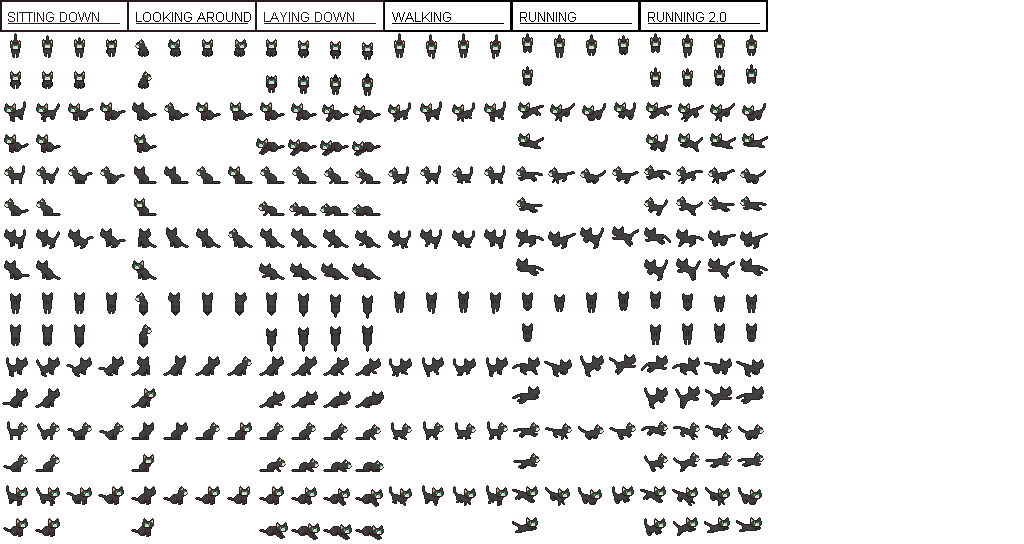 SITTING DOWN
LOOKING AROUND
LAYING DOWN
WALKING
RUNNING
RUNNING 2.0